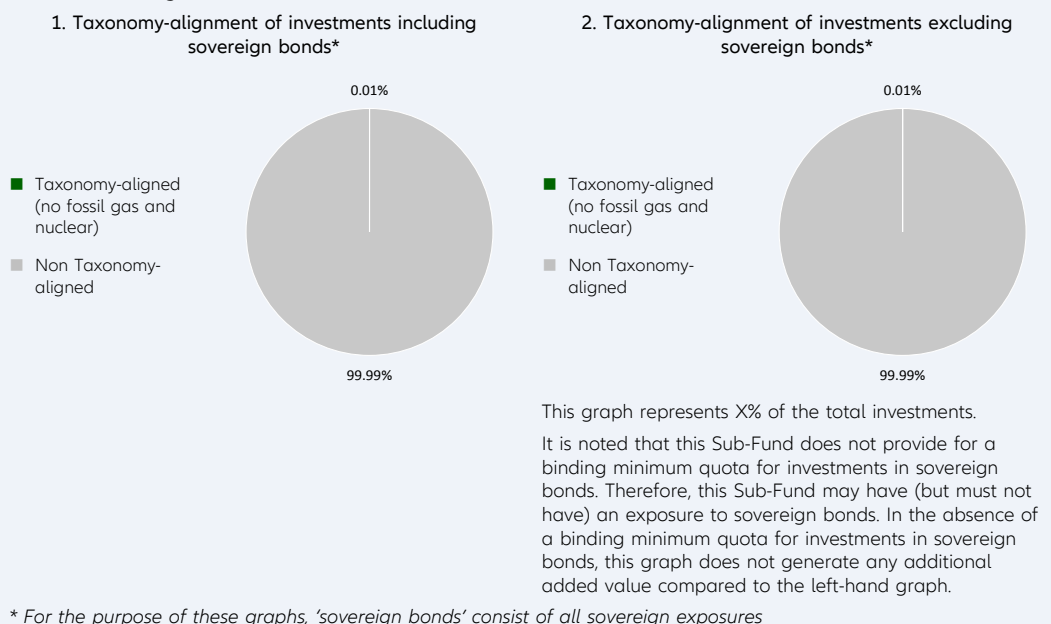 1. Taxonomy-alignment of investments including
sovereign bonds*
0.01%
Taxonomy-aligned
(no fossil gas and
nuclear)
Non Taxonomy-
aligned
99.99%
2. Taxonomy-alignment of investments excluding
sovereign bonds*
0.01%
Taxonomy-aligned
(no fossil gas and
nuclear)
Non Taxonomy-
aligned
99.99%
This graph represents X% of the total investments.
It is noted that this Sub-Fund does not provide for a
binding minimum quota for investments in sovereign
bonds. Therefore, this Sub-Fund may have (but must not
have) an exposure to sovereign bonds. In the absence of
a binding minimum quota for investments in sovereign
bonds, this graph does not generate any additional
added value compared to the left-hand graph.
* For the purpose of these graphs, 'sovereign bonds' consist of all sovereign exposures